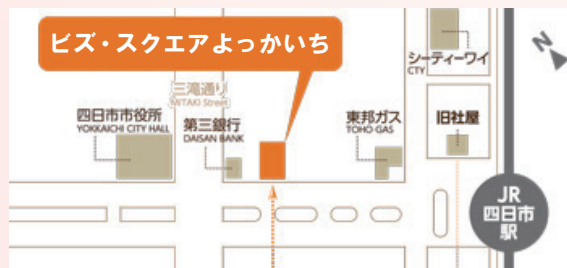 ビズ・スクエアよっかいち
シーティーワイ
CTY
N
三滝通り
MITAKI Street
四日市市役所
YOKKAICHI CITY HALL
第三銀行
DAISAN BANK
東邦ガス
TOHO GAS
旧社屋
JR
四日市
駅